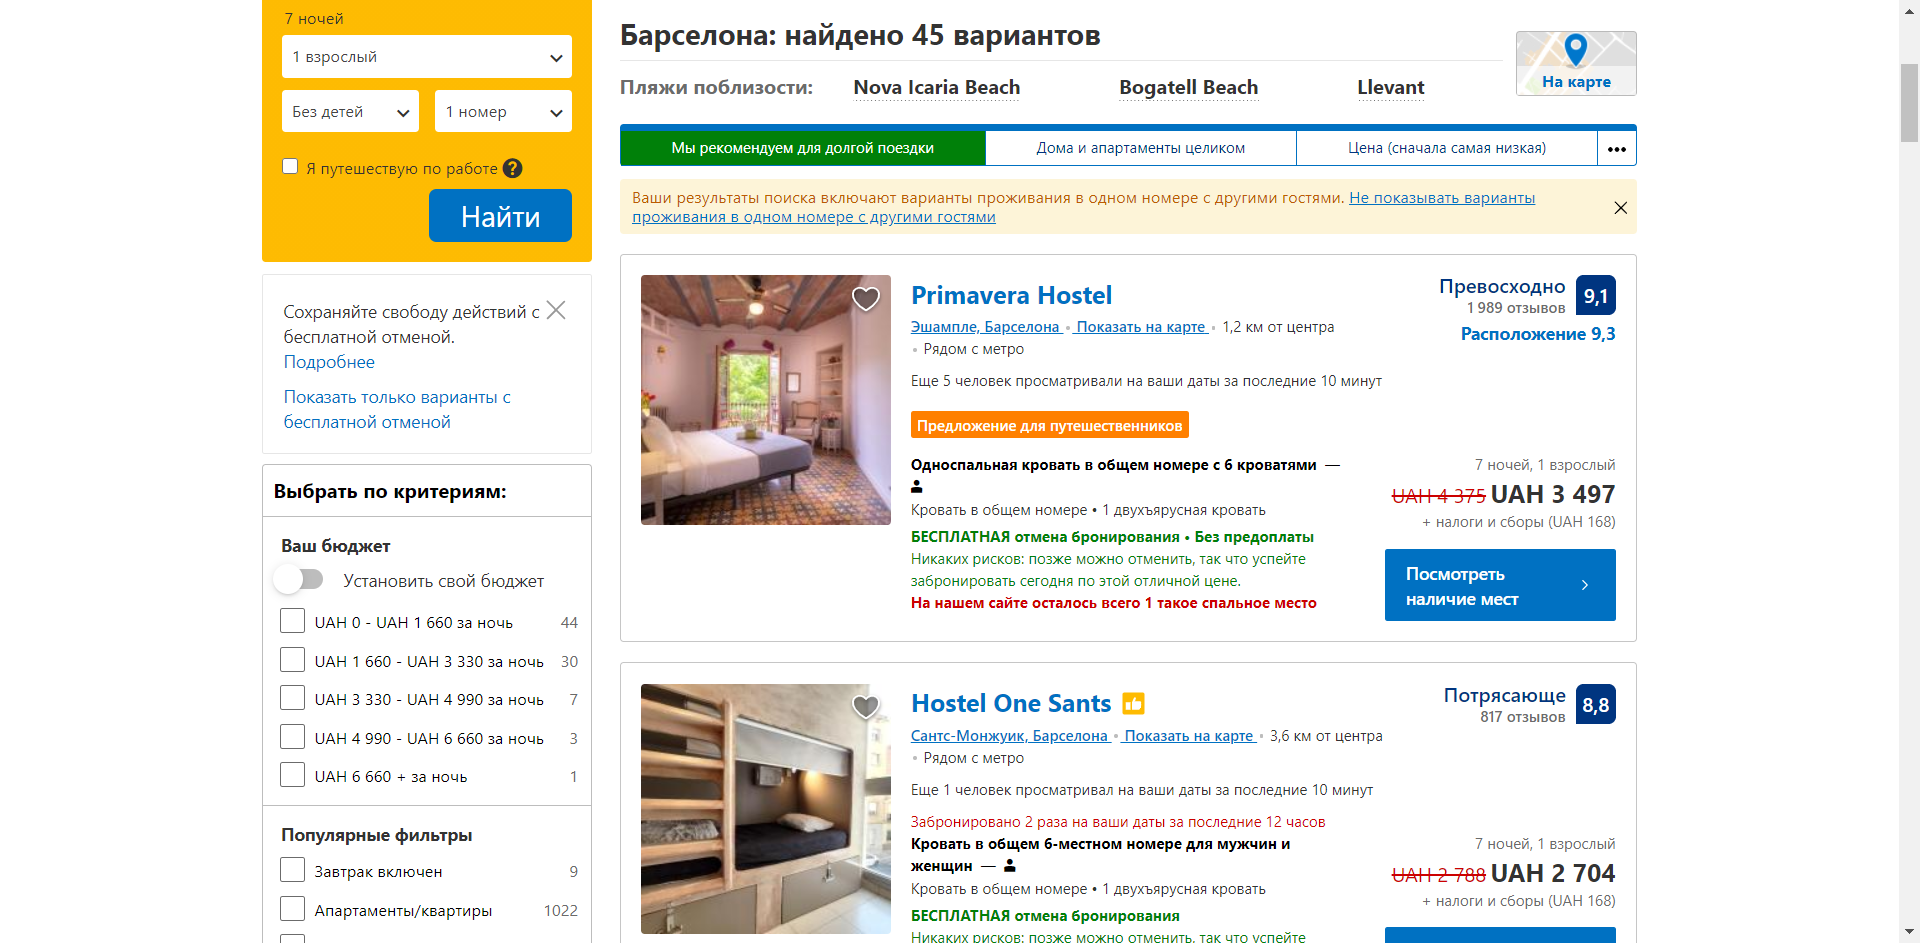 7 ночей
1 взрослый
Без детей
1 номер
Я путешествую по работе
Найти
Сохраняйте свободу действий с
бесплатной отменой.
Подробнее
Показать только варианты с
бесплатной отменой
Выбрать по критериям:
Ваш бюджет
Установить свой бюджет
UAH 0 - UAH 1 660 за ночь 44
UAH 1 660 - UAH 3 330 за ночь 30
UAH 3 330 - UAH 4 990 за ночь 7
UAH 4 990 - UAH 6 660 за ночь 3
UAH 6 660 + за ночь 1
Популярные фильтры
Завтрак включен 9
Апартаменты/квартиры 1022
Барселона: найдено 45 вариантов
На карте
Пляжи поблизости: Nova Icaria Beach Bogatell Beach Llevant
Мы рекомендуем для долгой поездки
Дома и апартаменты целиком
Цена (сначала самая низкая)
Ваши результаты поиска включают варианты проживания в одном номере с другими гостями. Не показывать варианты
проживания в одном номере с другими гостями
Primavera Hostel
Эшампле, Барселона • Показать на карте • 1,2 км от центра
• Рядом с метро
Еще 5 человек просматривали на ваши даты за последние 10 минут
Превосходно 9,1
1 989 отзывов
Расположение 9,3
Предложение для путешественников
Односпальная кровать в общем номере с 6 кроватями —
Кровать в общем номере • 1 двухъярусная кровать
БЕСПЛАТНАЯ отмена бронирования • Без предоплаты
Никаких рисков: позже можно отменить, так что успейте
забронировать сегодня по этой отличной цене.
На нашем сайте осталось всего 1 такое спальное место
7 ночей, 1 взрослый
UAH 4 375 UAH 3 497
+ налоги и сборы (UAH 168)
Посмотреть
наличие мест
Hostel One Sants
Сантс-Монжуик, Барселона • Показать на карте • 3,6 км от центра
• Рядом с метро
Еще 1 человек просматривал на ваши даты за последние 10 минут
Потрясающе 8,8
817 отзывов
Забронировано 2 раза на ваши даты за последние 12 часов
Кровать в общем 6-местном номере для мужчин и
женщин —
Кровать в общем номере • 1 двухъярусная кровать
БЕСПЛАТНАЯ отмена бронирования
Никаких рисков: позже можно отменить, так что успейте
7 ночей, 1 взрослый
UAH 2 788 UAH 2 704
+ налоги и сборы (UAH 168)